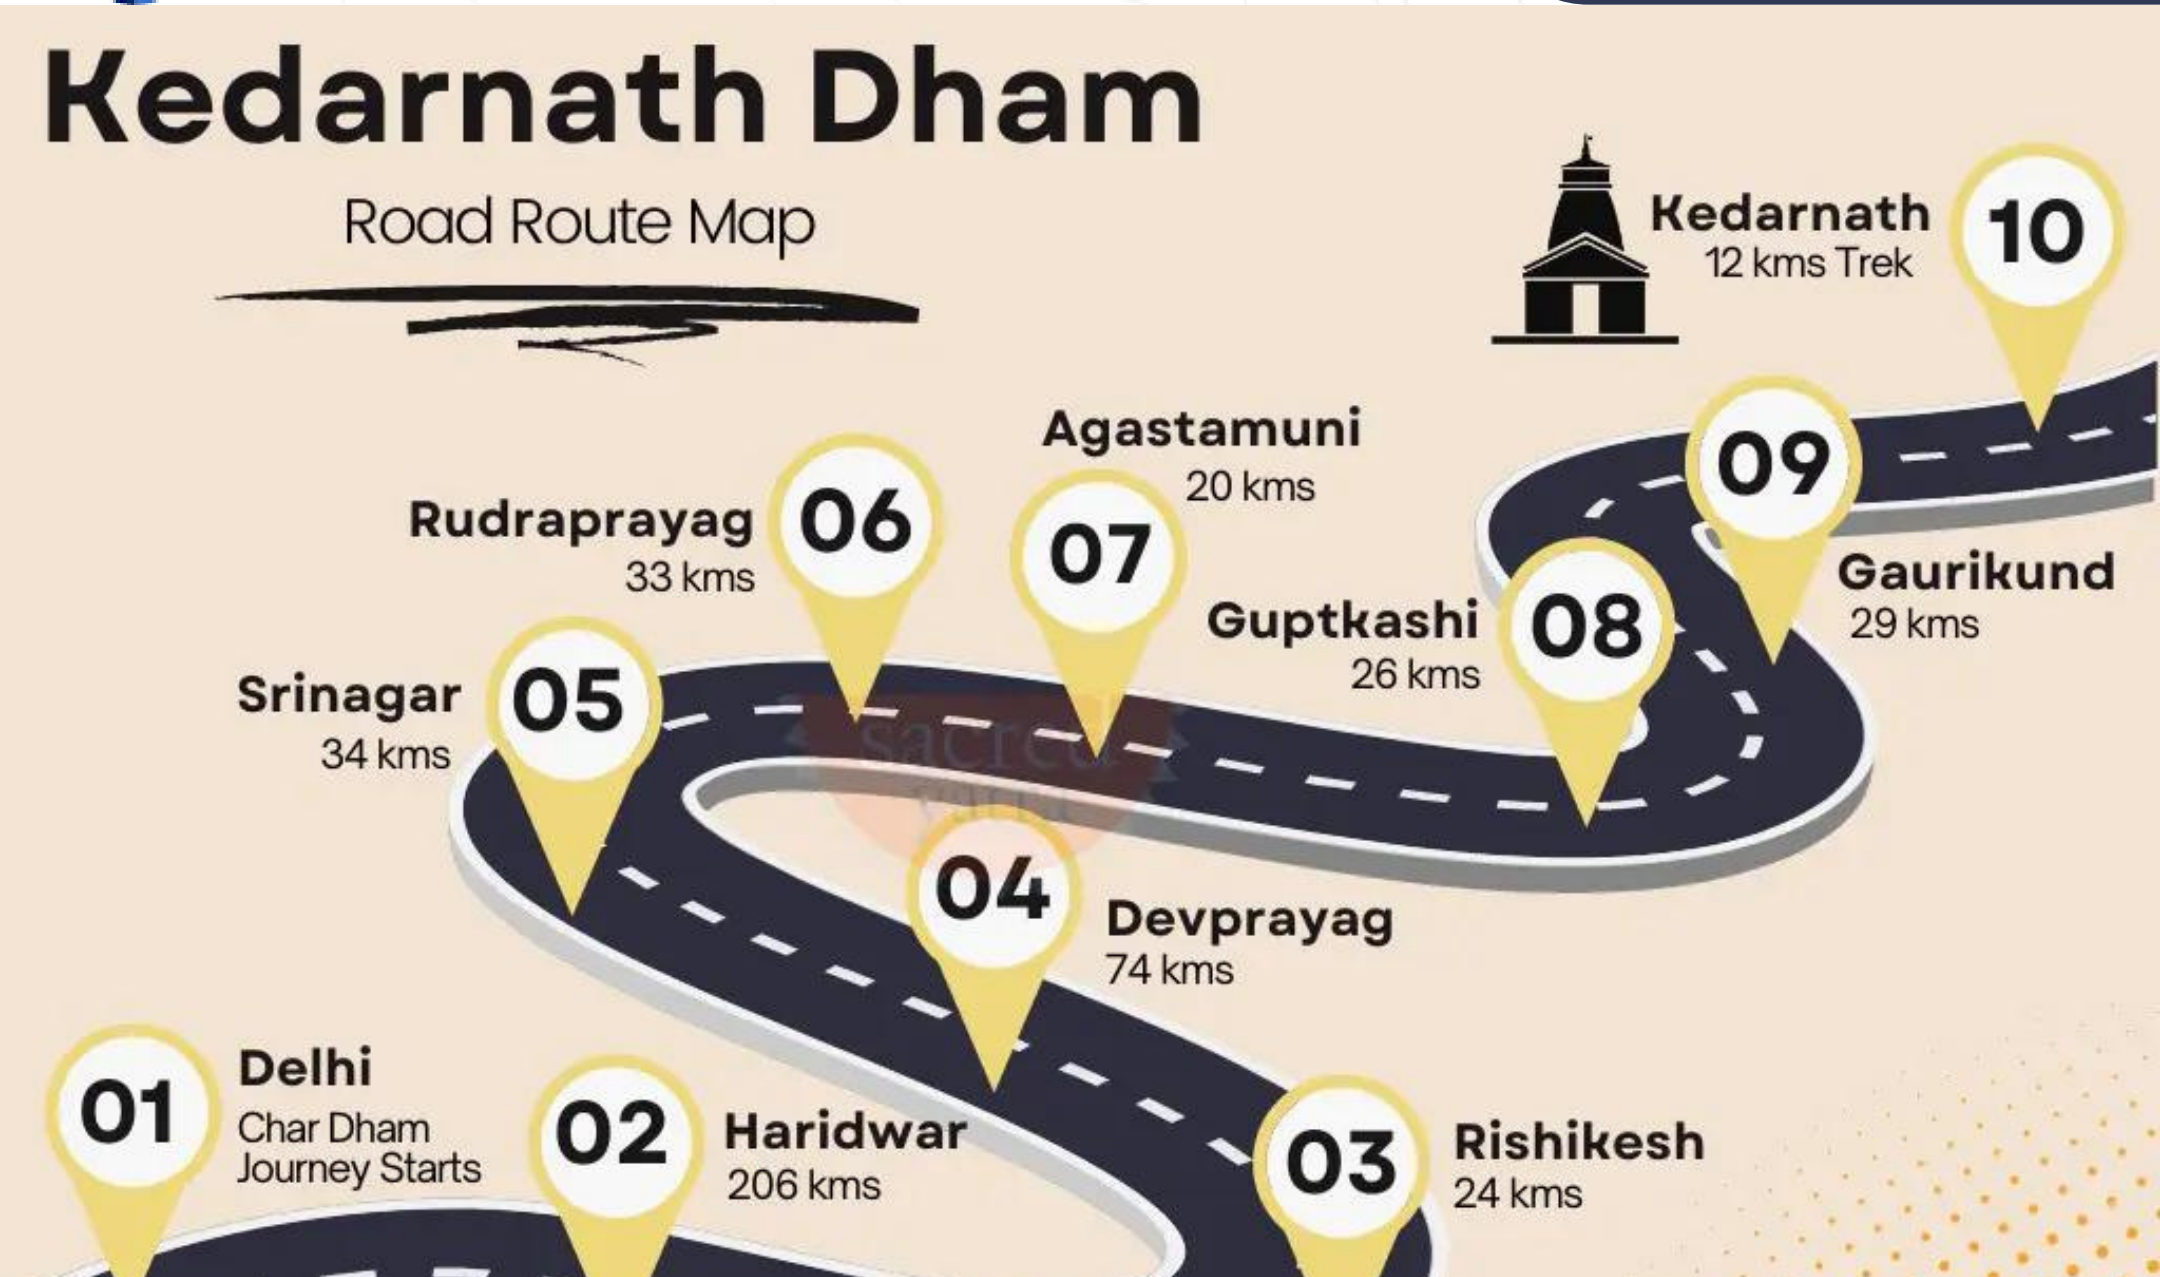 Kedarnath Dham
Road Route Map
Kedarnath
12 kms Trek
10
09
Gaurikund
29 kms
Agastamuni
20 kms
07
Rudraprayag
33 kms
06
Guptkashi
26 kms
08
Srinagar
34 kms
05
sacred
yatra
04
Devprayag
74 kms
01
Delhi
Char Dham
Journey Starts
02
Haridwar
206 kms
03
Rishikesh
24 kms